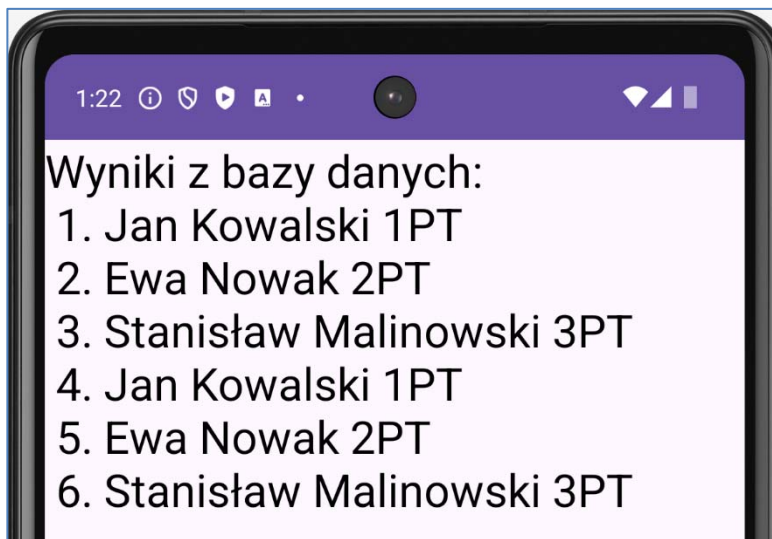 1:22
Wyniki z bazy danych:
1. Jan Kowalski 1PT
2. Ewa Nowak 2PT
3. Stanisław Malinowski 3PT
4. Jan Kowalski 1PT
5. Ewa Nowak 2PT
6. Stanisław Malinowski 3PT